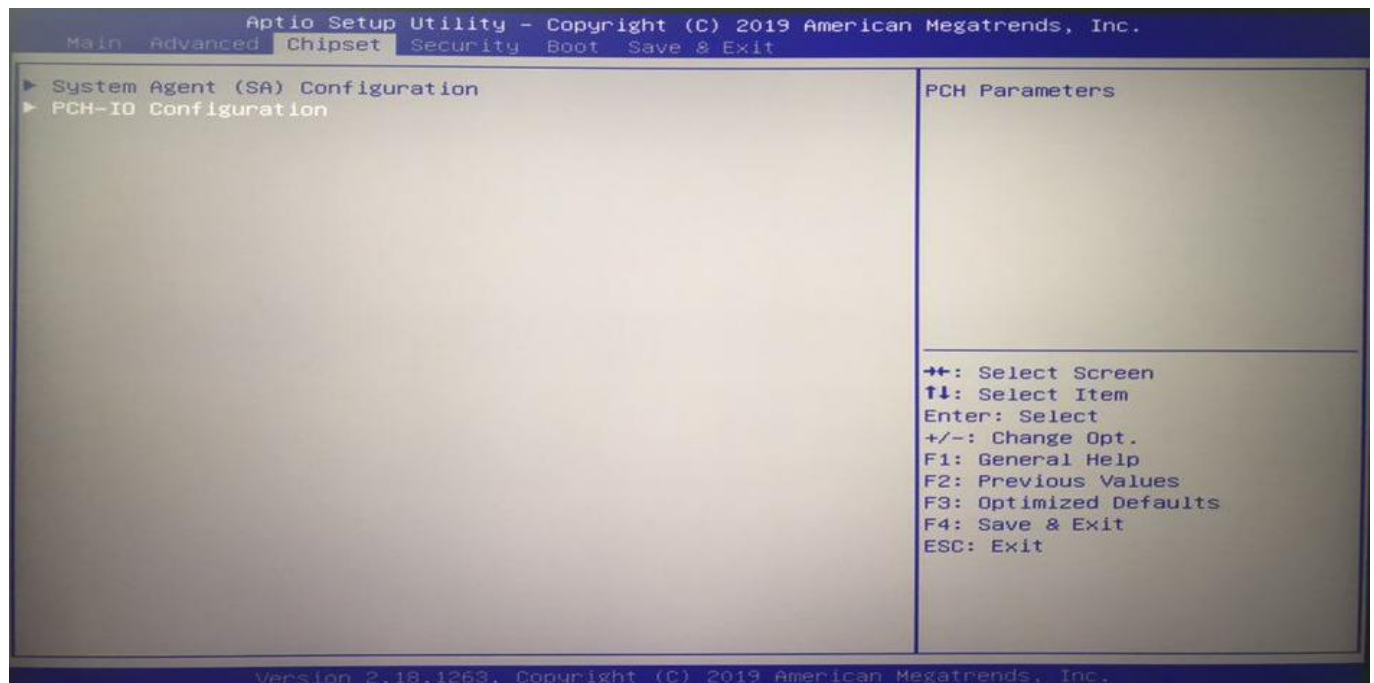 Aptio Setup Utility – Copyright (C) 2019 American Megatrends, Inc.
Main Advanced Chipset Security Boot Save & Exit
► System Agent (SA) Configuration
► PCH-IO Configuration
PCH Parameters
→←: Select Screen
↑↓: Select Item
Enter: Select
+/-: Change Opt.
F1: General Help
F2: Previous Values
F3: Optimized Defaults
F4: Save & Exit
ESC: Exit
Version 2.18.1263. Copyright (C) 2019 American Megatrends, Inc.